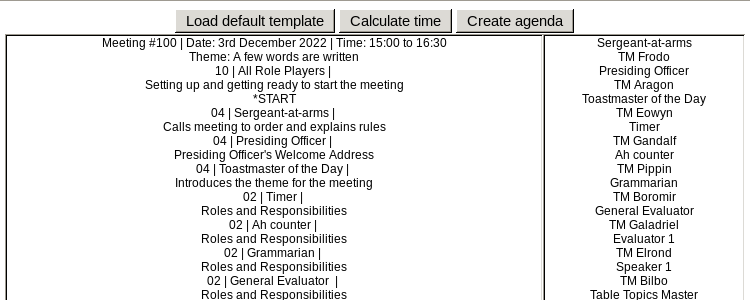 Load default template Calculate time Create agenda
Meeting #100 | Date: 3rd December 2022 | Time: 15:00 to 16:30
Theme: A few words are written
10 | All Role Players |
Setting up and getting ready to start the meeting
*START
04 | Sergeant-at-arms |
Calls meeting to order and explains rules
04 | Presiding Officer |
Presiding Officer's Welcome Address
04 | Toastmaster of the Day |
Introduces the theme for the meeting
02 | Timer |
Roles and Responsibilities
02 | Ah counter |
Roles and Responsibilities
02 | Grammarian |
Roles and Responsibilities
02 | General Evaluator |
Roles and Responsibilities
Sergeant-at-arms
TM Frodo
Presiding Officer
TM Aragon
Toastmaster of the Day
TM Eowyn
Timer
TM Gandalf
Ah counter
TM Pippin
Grammarian
TM Boromir
General Evaluator
TM Galadriel
Evaluator 1
TM Elrond
Speaker 1
TM Bilbo
Table Topics Master